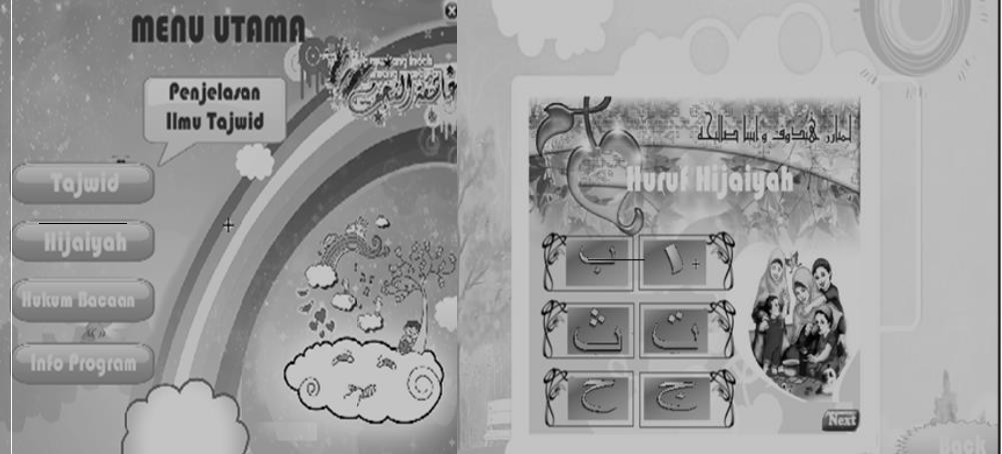 MENU UTAMA
Penjelasan
Ilmu Tajwid
Tajwid
Hijaiyah
Hukum Bacaan
Info Program
Huruf Hijaiyah
ا
ب
ت
ث
ج
ح
Next
Back